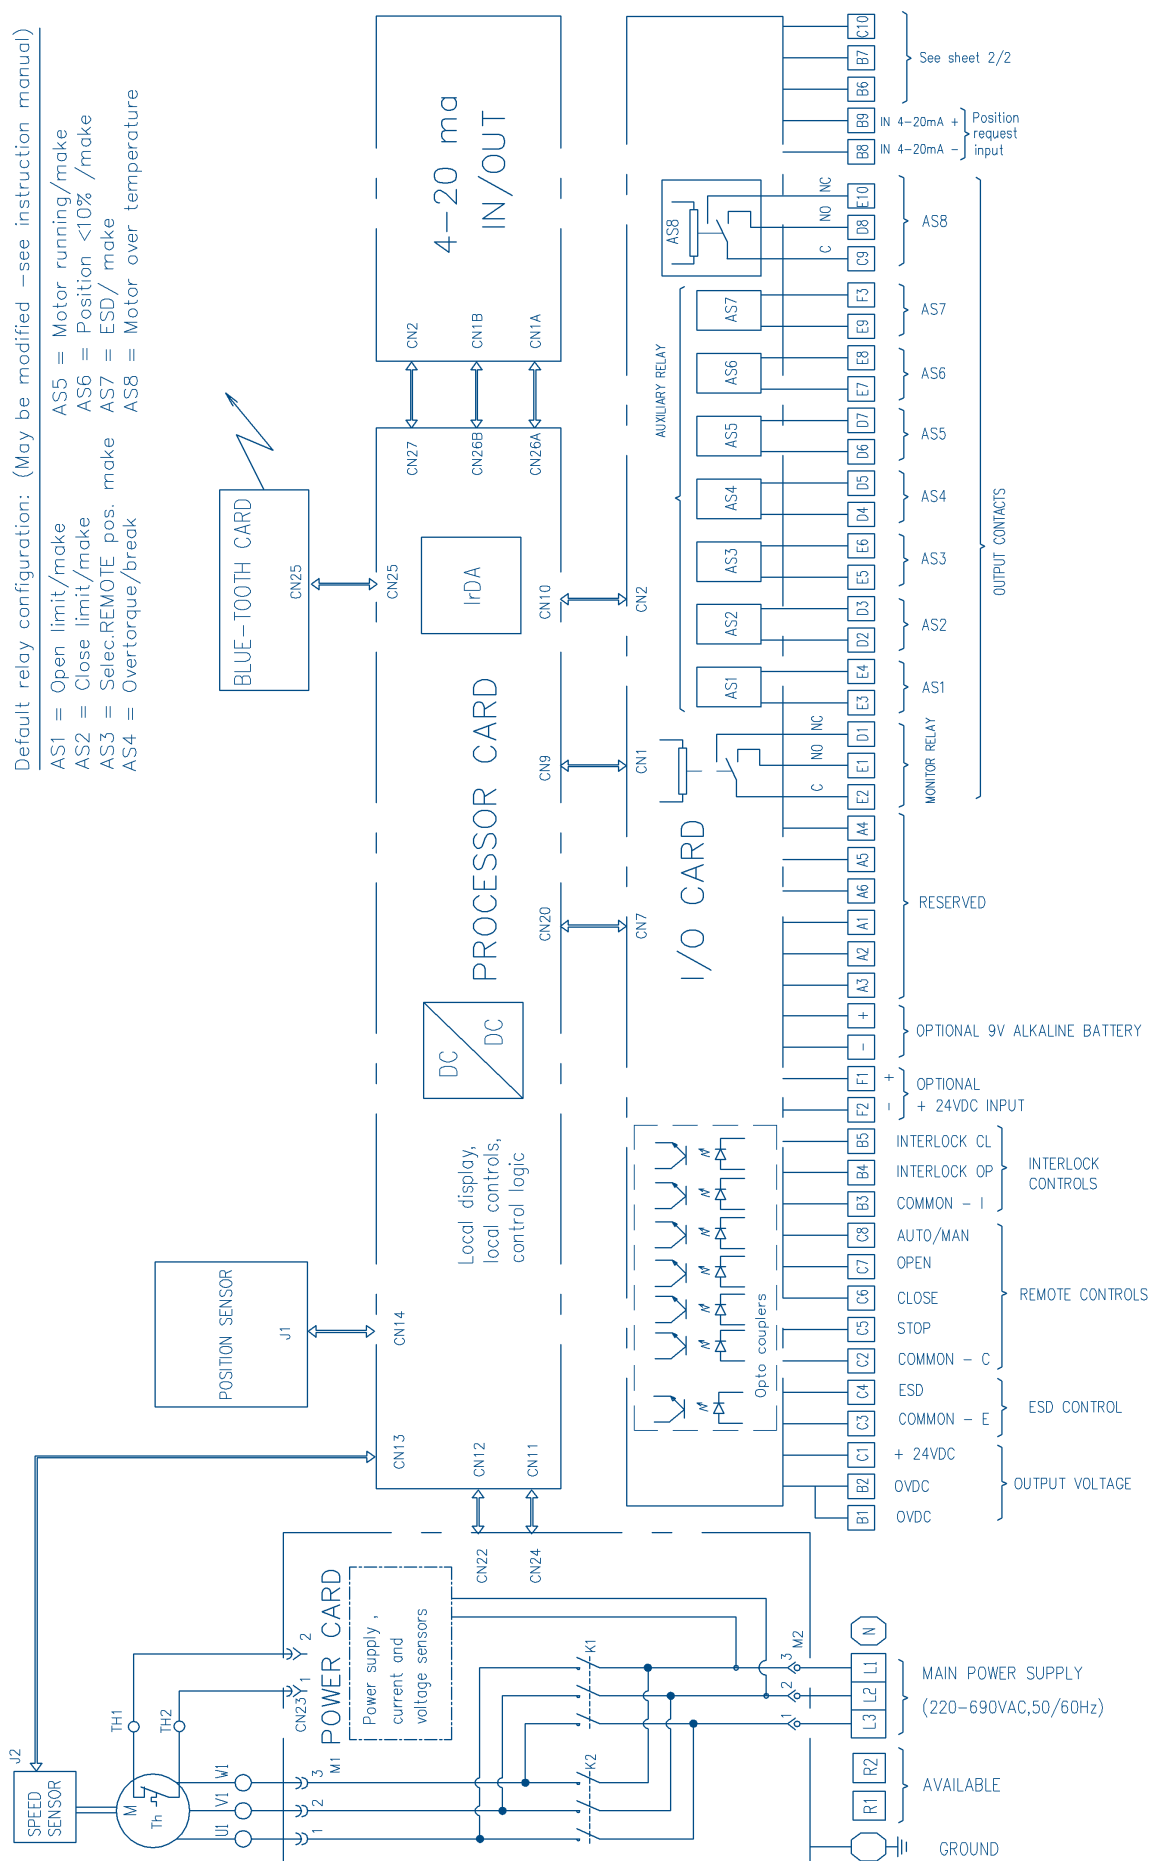 Default relay configuration: (May be modified -see instruction manual)
AS1 = Open limit/make
AS2 = Close limit/make
AS3 = Selec.REMOTE pos. make
AS4 = Overtorque/break
AS5 = Motor running/make
AS6 = Position <10% /make
AS7 = ESD/ make
AS8 = Motor over temperature
BLUE-TOOTH CARD
CN25
CN25
4-20 ma
IN/OUT
CN2
CN1B
CN1A
CN27
CN26B
CN26A
IrDA
CN10
CN2
PROCESSOR CARD
CN9
CN1
CN20
CN7
DC
DC
Local display,
local controls,
control logic
POSITION SENSOR
J1
CN14
CN13
CN12
CN11
CN22
CN24
I/O CARD
AUXILIARY RELAY
AS8
AS7
AS6
AS5
AS4
AS3
AS2
AS1
Opto couplers
C10
B7
B6
See sheet 2/2
B9
IN 4-20mA +
B8
IN 4-20mA -
Position
request
input
E10
NC
D8
NO
C9
C
AS8
F3
E9
AS7
E8
E7
AS6
D7
D6
AS5
D5
D4
AS4
E6
E5
AS3
D3
D2
AS2
E4
E3
AS1
D1
NC
E1
NO
E2
C
MONITOR RELAY
OUTPUT CONTACTS
A4
A5
A6
A1
A2
A3
RESERVED
+
-
OPTIONAL 9V ALKALINE BATTERY
F1
+
F2
-
OPTIONAL
+ 24VDC INPUT
B5
INTERLOCK CL
B4
INTERLOCK OP
B3
COMMON - I
INTERLOCK
CONTROLS
C8
AUTO/MAN
C7
OPEN
C6
CLOSE
C5
STOP
C2
COMMON - C
REMOTE CONTROLS
C4
ESD
C3
COMMON - E
ESD CONTROL
C1
+ 24VDC
B2
OVDC
B1
OVDC
OUTPUT VOLTAGE
J2
SPEED
SENSOR
M
Th
TH1
TH2
W1
V1
U1
2
1
CN23
3
2
1
M1
POWER CARD
Power supply ,
current and
voltage sensors
K1
K2
3
2
1
M2
N
L1
L2
L3
MAIN POWER SUPPLY
(220-690VAC,50/60Hz)
R2
R1
AVAILABLE
GROUND